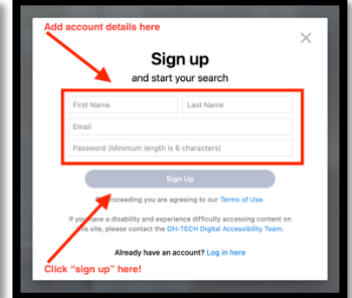 Add account details here
Sign up
and start your search
First Name
Last Name
Email
Password (Minimum length is 6 characters)
Sign Up
proceeding you are agreeing to our Terms of Use.
If you have a disability and experience difficulty accessing content on
this site, please contact the OH-TECH Digital Accessibility Team.
Already have an account? Log in here
Click “sign up” here!